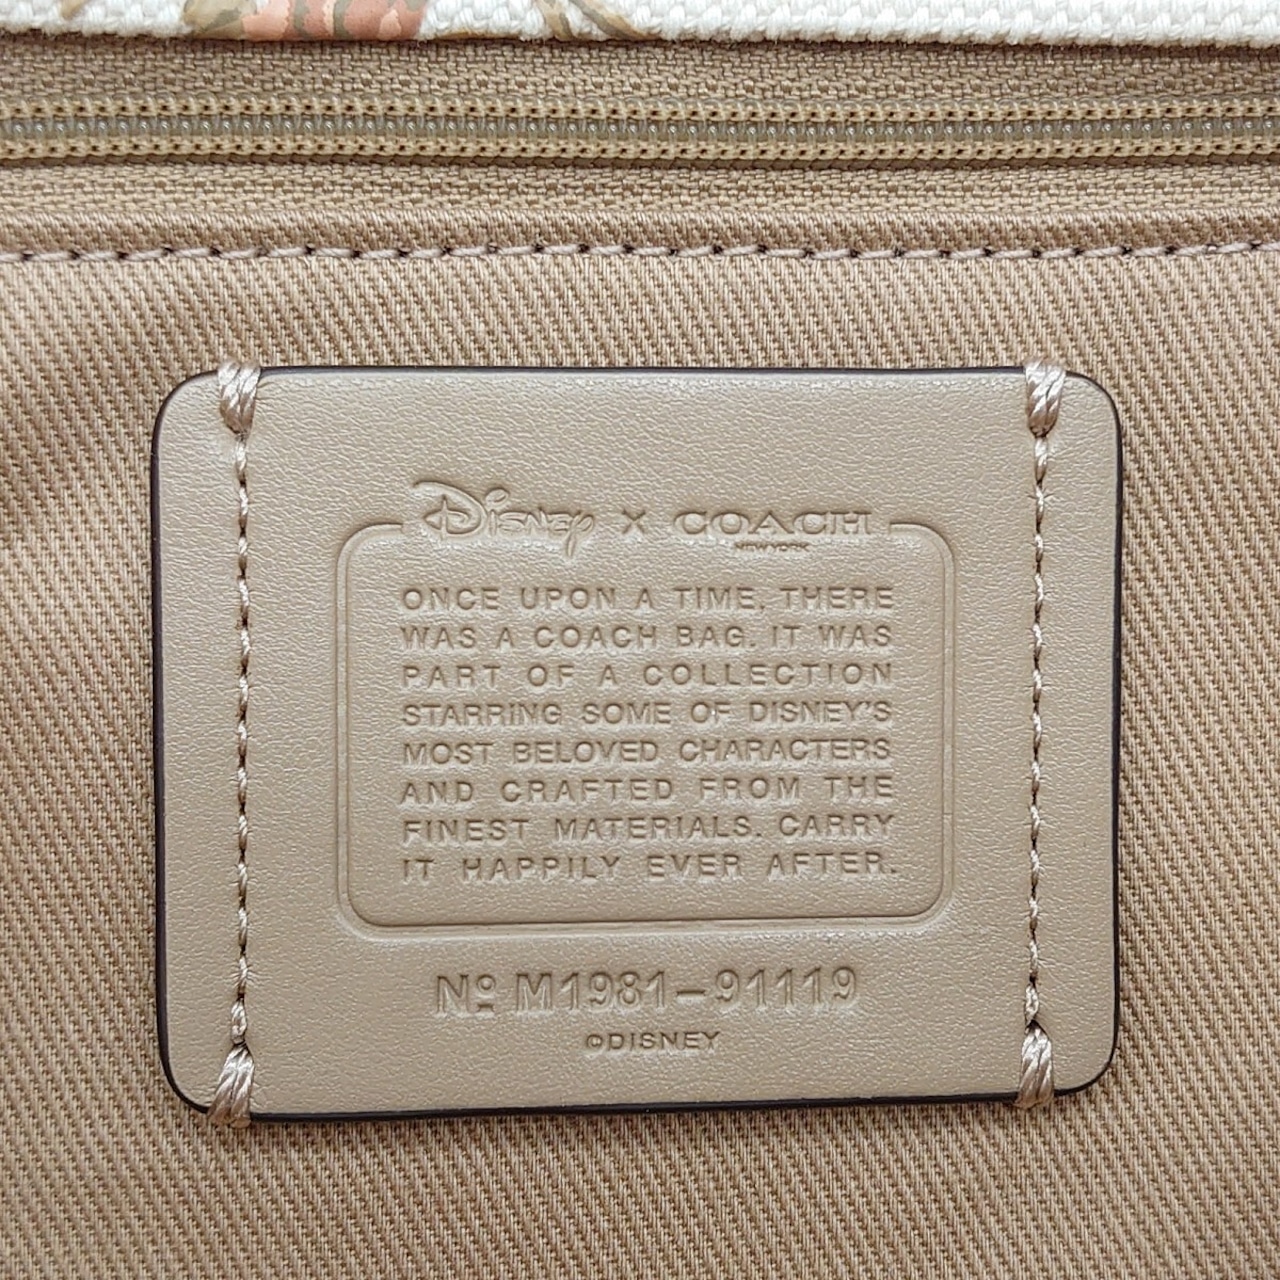 Disney X COACH
NEW YORK
ONCE UPON A TIME, THERE
WAS A COACH BAG. IT WAS
PART OF A COLLECTION
STARRING SOME OF DISNEY'S
MOST BELOVED CHARACTERS
AND CRAFTED FROM THE
FINEST MATERIALS. CARRY
IT HAPPILY EVER AFTER.
Nº M1981-91119
©DISNEY